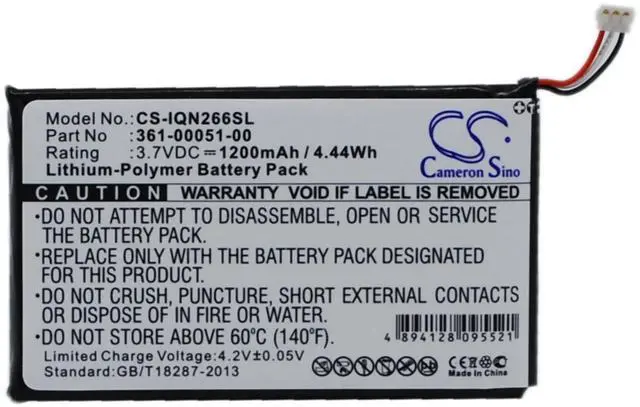 Model No.:CS-IQN266SL
Part No :361-00051-00
Rating :3.7VDC⎓1200mAh / 4.44Wh
Lithium-Polymer Battery Pack
CS
Cameron Sino
CAUTION WARRANTY VOID IF LABEL IS REMOVED
•DO NOT ATTEMPT TO DISASSEMBLE, OPEN OR SERVICE
THE BATTERY PACK.
•REPLACE ONLY WITH THE BATTERY PACK DESIGNATED
FOR YOUR PRODUCT.
•DO NOT CRUSH, PUNCTURE, SHORT EXTERNAL CONTACTS
OR DISPOSE OF IN FIRE OR WATER.
•DO NOT STORE ABOVE 60°C (140°F).
Limited Charge Voltage:4.2V±0.05V
Standard:GB/T18287-2013
4 894128 095521
CE